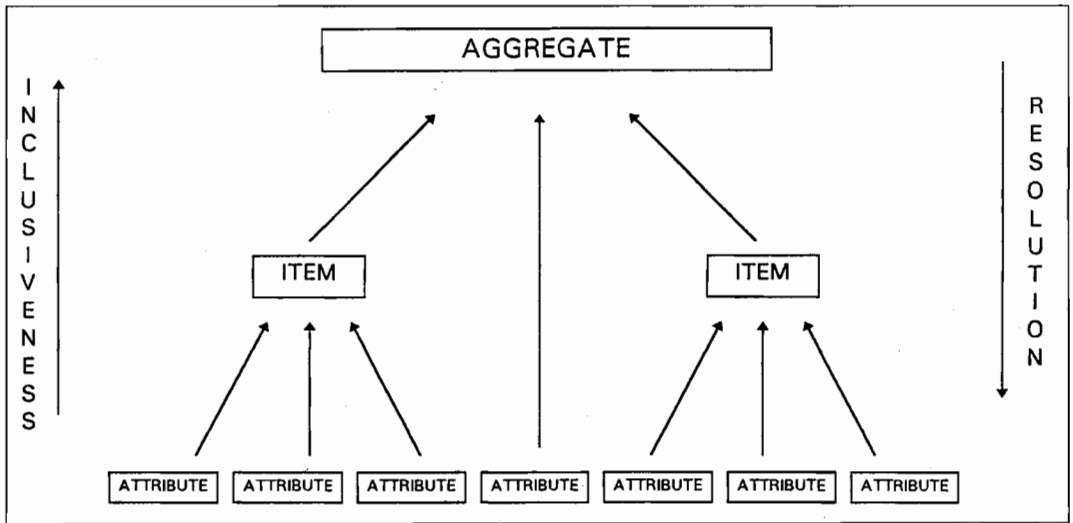 AGGREGATE
INCLUSIVENESS
RESOLUTION
ITEM ITEM
ATTRIBUTE ATTRIBUTE ATTRIBUTE ATTRIBUTE ATTRIBUTE ATTRIBUTE ATTRIBUTE